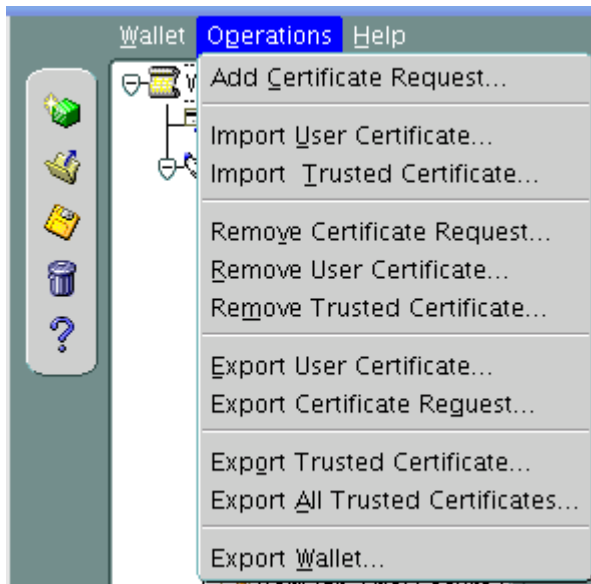 Wallet Operations Help
Add Certificate Request...
Import User Certificate...
Import Trusted Certificate...
Remove Certificate Request...
Remove User Certificate...
Remove Trusted Certificate...
Export User Certificate...
Export Certificate Request...
Export Trusted Certificate...
Export All Trusted Certificates...
Export Wallet...